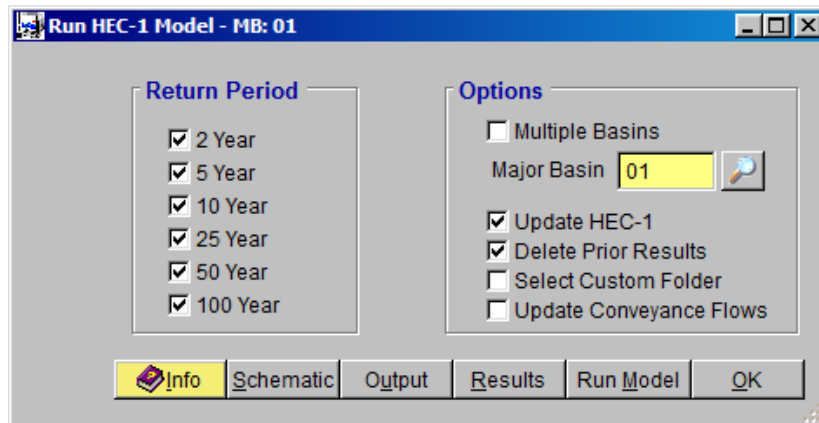 Run HEC-1 Model - MB: 01
Return Period
2 Year
5 Year
10 Year
25 Year
50 Year
100 Year
Options
Multiple Basins
Major Basin 01
Update HEC-1
Delete Prior Results
Select Custom Folder
Update Conveyance Flows
Info Schematic Output Results Run Model OK